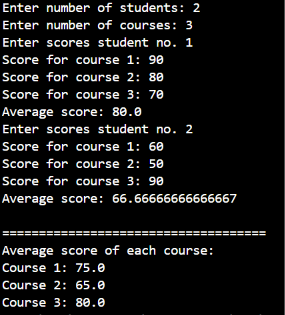 Enter number of students: 2
Enter number of courses: 3
Enter scores student no. 1
Score for course 1: 90
Score for course 2: 80
Score for course 3: 70
Average score: 80.0
Enter scores student no. 2
Score for course 1: 60
Score for course 2: 50
Score for course 3: 90
Average score: 66.66666666666667
====================================
Average score of each course:
Course 1: 75.0
Course 2: 65.0
Course 3: 80.0